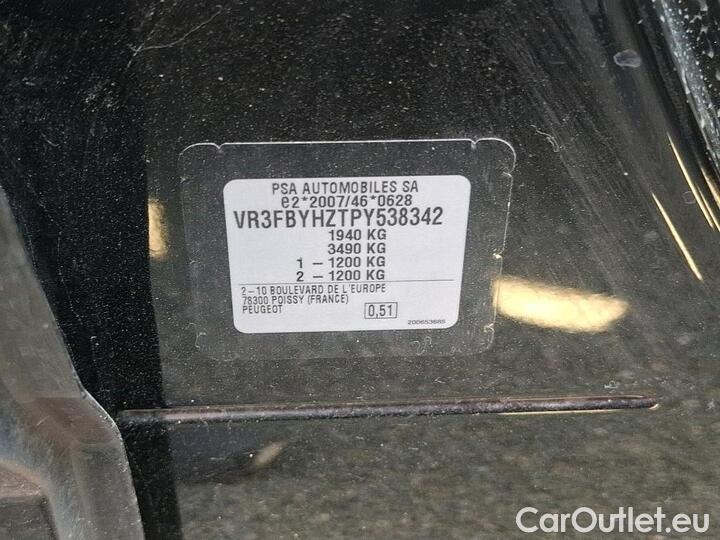 PSA AUTOMOBILES SA
e2*2007/46*0628
VR3FBYHZTPY538342
1940 KG
3490 KG
1 – 1200 KG
2 – 1200 KG
2–10 BOULEVARD DE L'EUROPE
78300 POISSY (FRANCE)
PEUGEOT
0,51
200653685
CarOutlet.eu